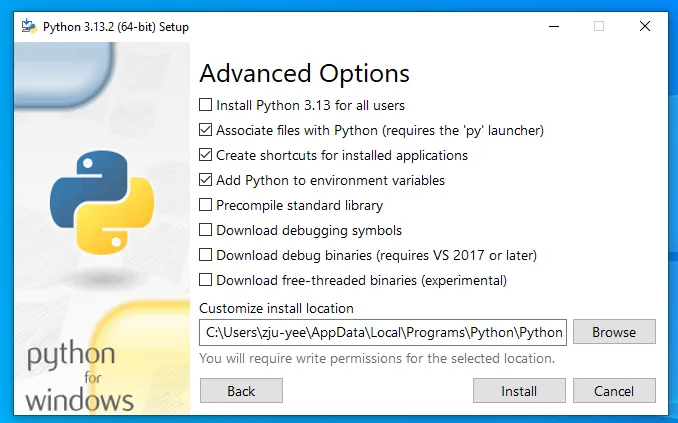 Python 3.13.2 (64-bit) Setup
Advanced Options
Install Python 3.13 for all users
Associate files with Python (requires the 'py' launcher)
Create shortcuts for installed applications
Add Python to environment variables
Precompile standard library
Download debugging symbols
Download debug binaries (requires VS 2017 or later)
Download free-threaded binaries (experimental)
Customize install location
C:\Users\zju-yee\AppData\Local\Programs\Python\Python
Browse
You will require write permissions for the selected location.
python
for
windows
Back
Install
Cancel